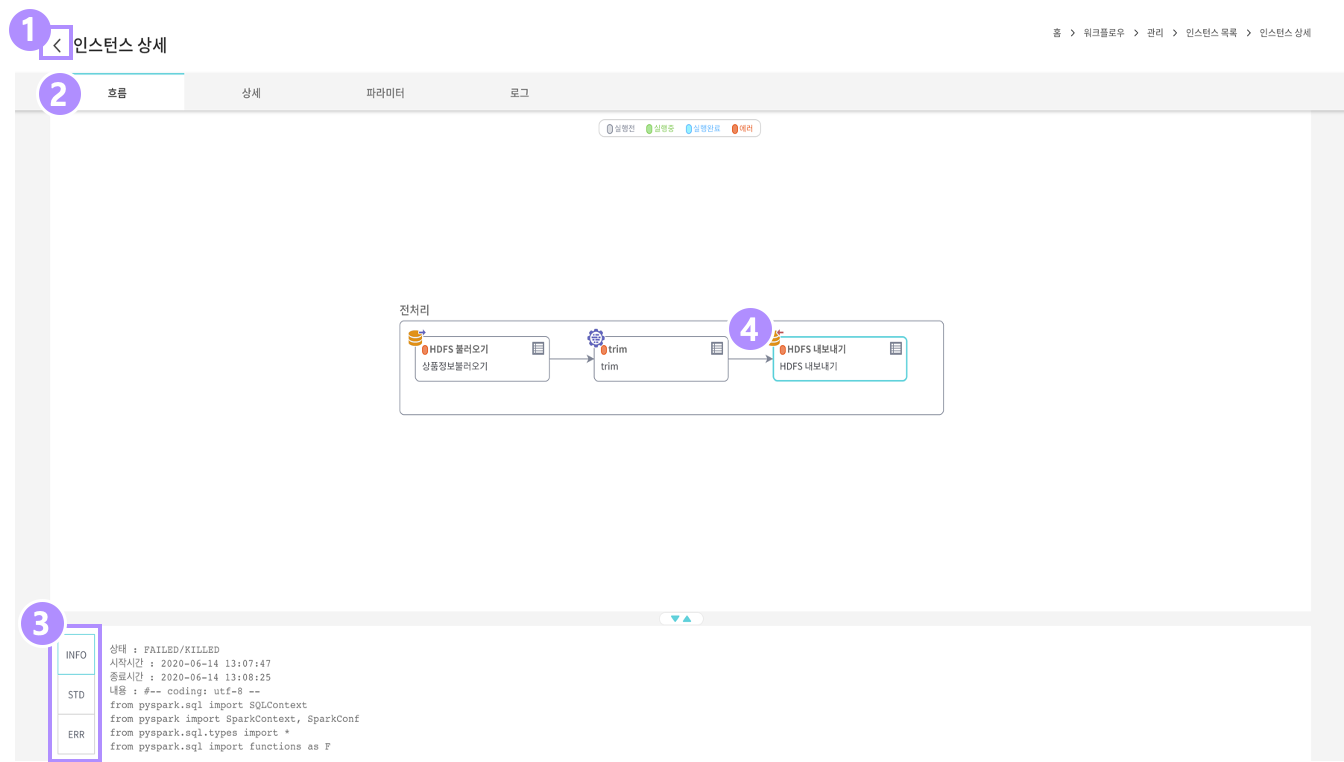 1
인스턴스 상세
홈 > 워크플로우 > 관리 > 인스턴스 목록 > 인스턴스 상세
2
흐름 상세 파라미터 로그
실행전 실행중 실행완료 에러
전처리
4
HDFS 불러오기
상품정보불러오기
trim
trim
HDFS 내보내기
HDFS 내보내기
3
INFO
STD
ERR
상태 : FAILED/KILLED
시작시간 : 2020-06-14 13:07:47
종료시간 : 2020-06-14 13:08:25
내용 : #-- coding: utf-8 --
from pyspark.sql import SQLContext
from pyspark import SparkContext, SparkConf
from pyspark.sql.types import *
from pyspark.sql import functions as F